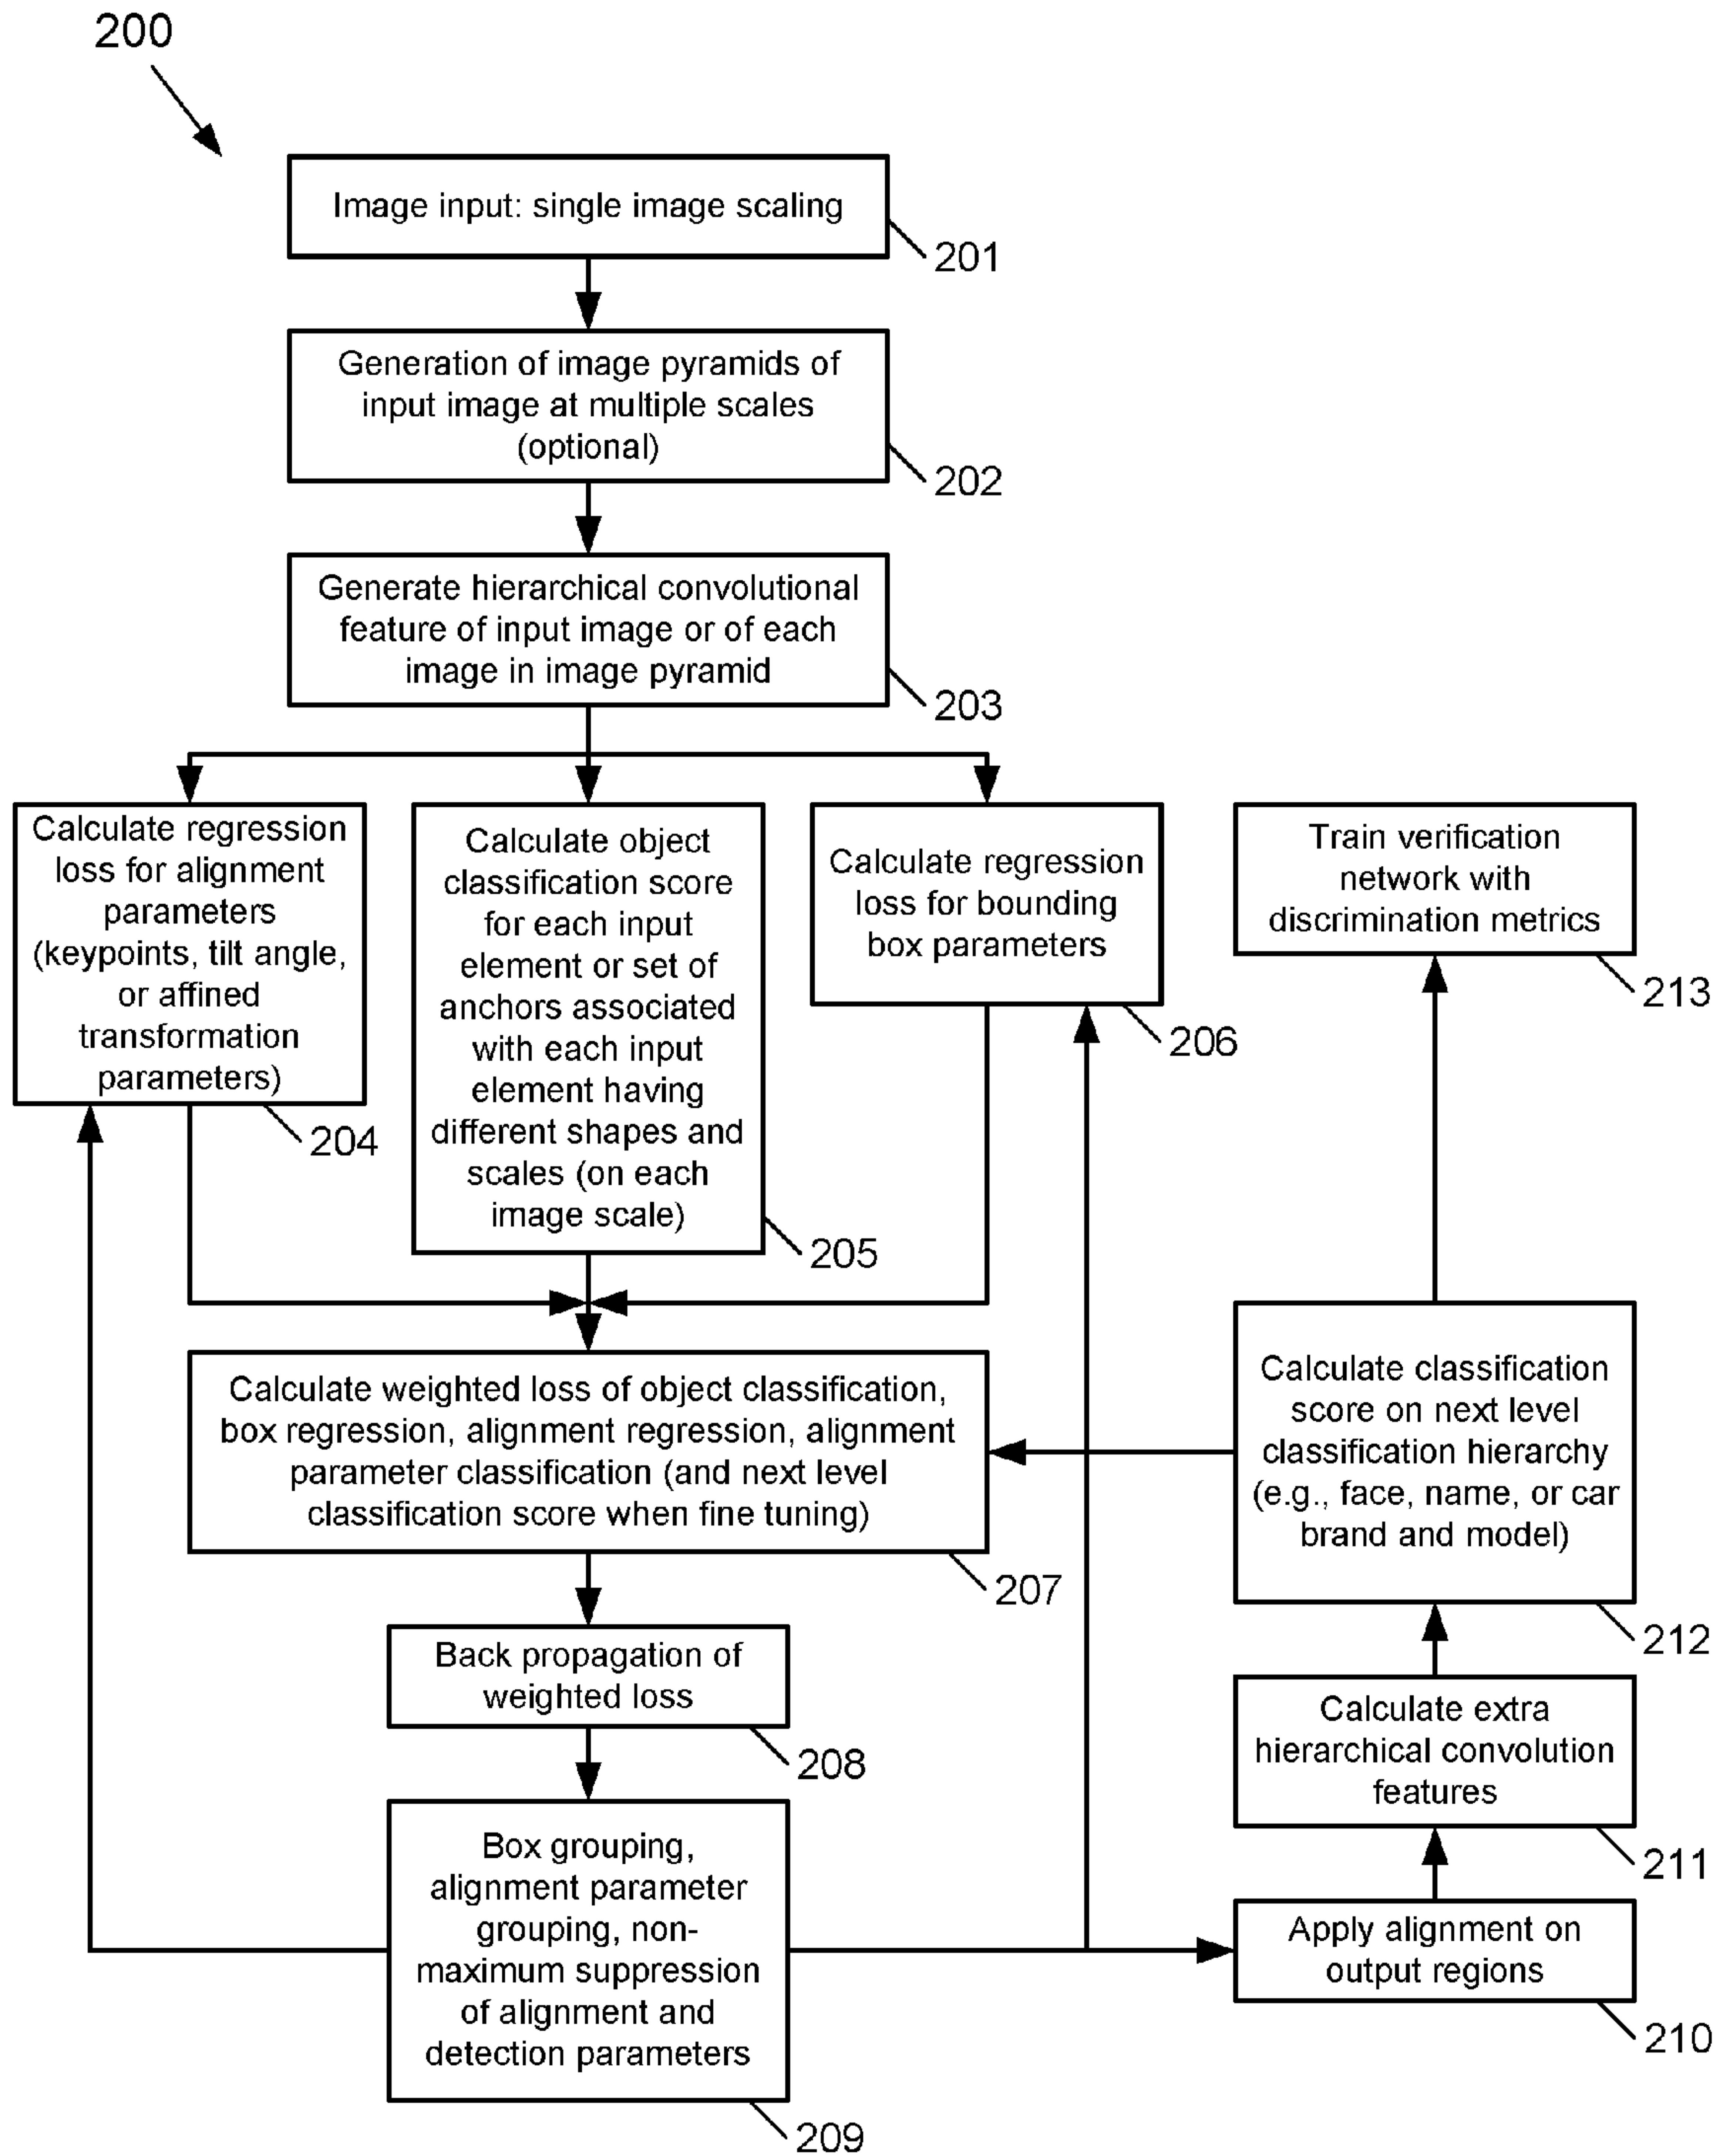 200
Image input: single image scaling
201
Generation of image pyramids of
input image at multiple scales
(optional)
202
Generate hierarchical convolutional
feature of input image or of each
image in image pyramid
203
Calculate regression
loss for alignment
parameters
(keypoints, tilt angle,
or affined
transformation
parameters)
204
Calculate object
classification score
for each input
element or set of
anchors associated
with each input
element having
different shapes and
scales (on each
image scale)
205
Calculate regression
loss for bounding
box parameters
206
Train verification
network with
discrimination metrics
213
Calculate weighted loss of object classification,
box regression, alignment regression, alignment
parameter classification (and next level
classification score when fine tuning)
207
Calculate classification
score on next level
classification hierarchy
(e.g., face, name, or car
brand and model)
212
Back propagation of
weighted loss
208
Calculate extra
hierarchical convolution
features
211
Box grouping,
alignment parameter
grouping, non-
maximum suppression
of alignment and
detection parameters
209
Apply alignment on
output regions
210